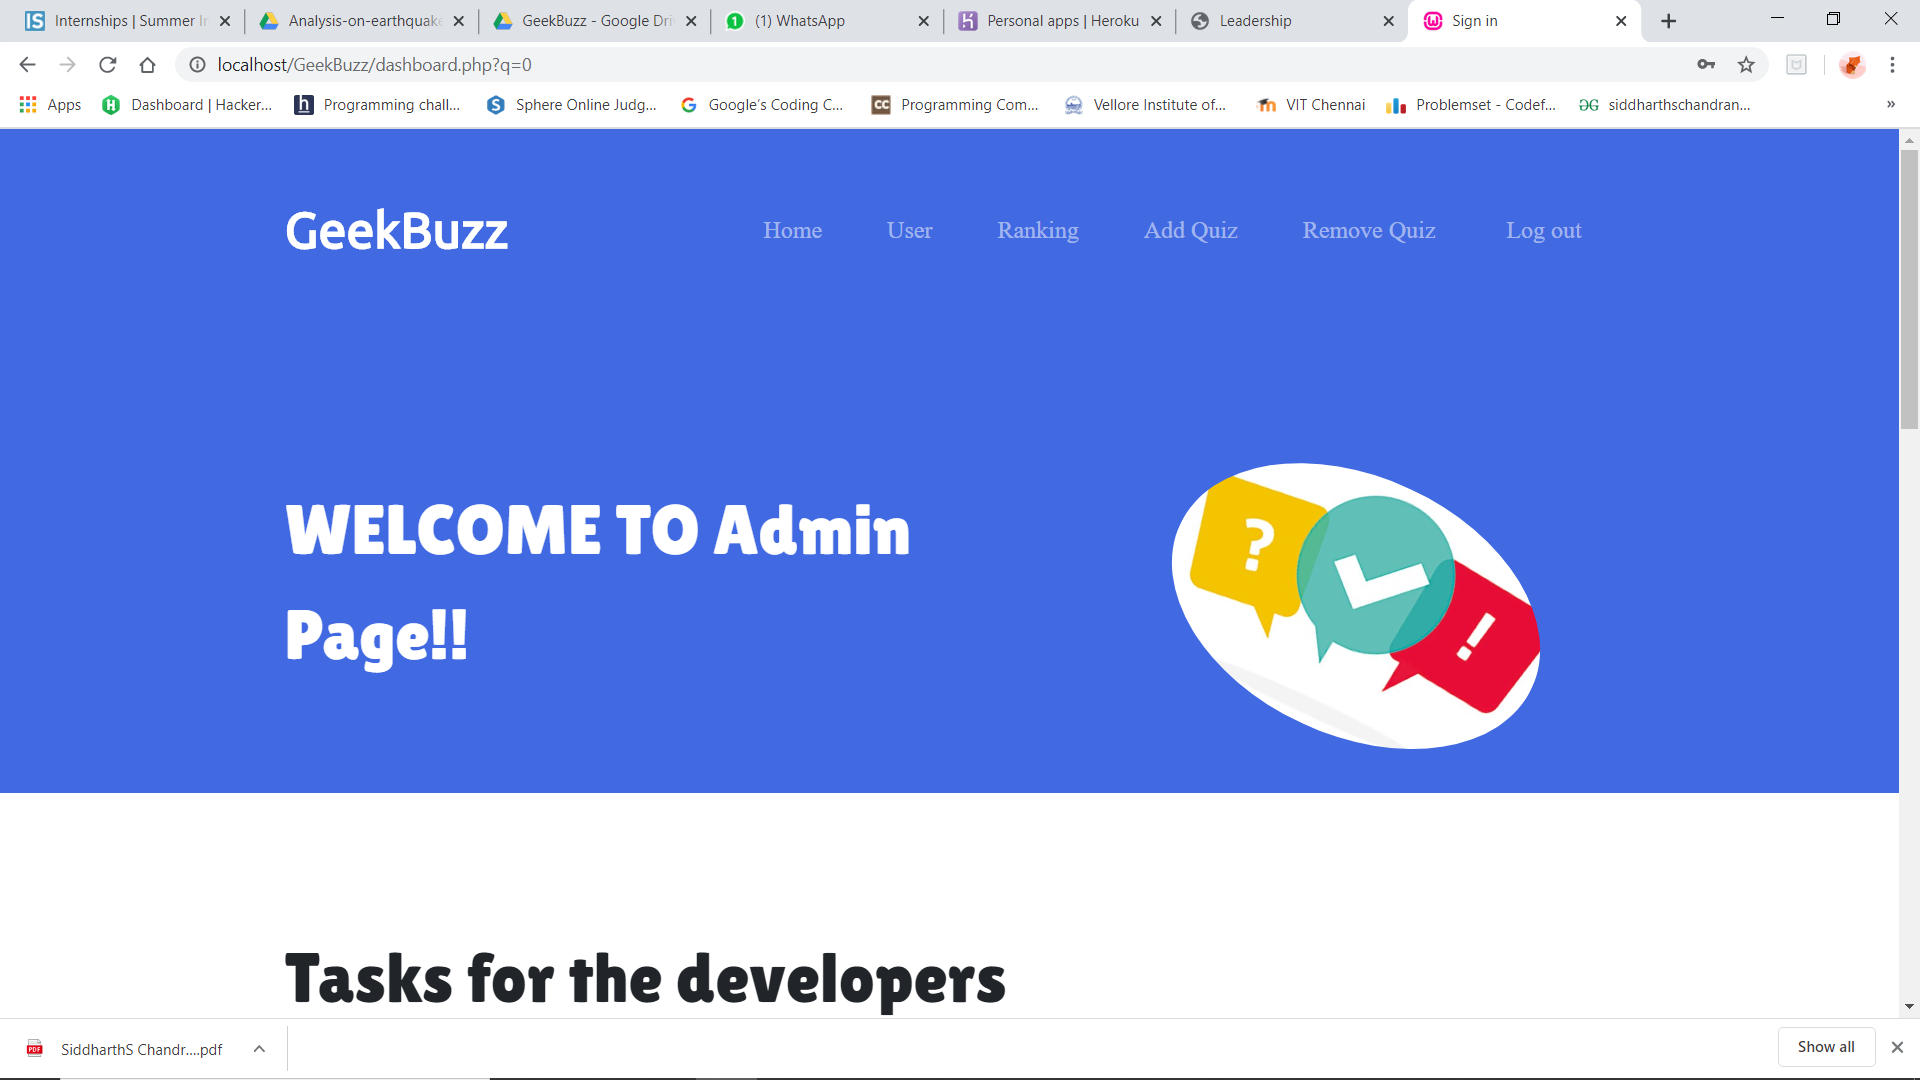 Internships | Summer In
Analysis-on-earthquake
GeekBuzz - Google Dri
(1) WhatsApp
Personal apps | Heroku
Leadership
Sign in
localhost/GeekBuzz/dashboard.php?q=0
Apps
Dashboard | Hacker...
Programming chall...
Sphere Online Judg...
Google's Coding C...
Programming Com...
Vellore Institute of...
VIT Chennai
Problemset - Codef...
siddharthschandran...
»
GeekBuzz
Home User Ranking Add Quiz Remove Quiz Log out
WELCOME TO Admin
Page!!
? !
Tasks for the developers
PDF
SiddharthS Chandr....pdf
Show all